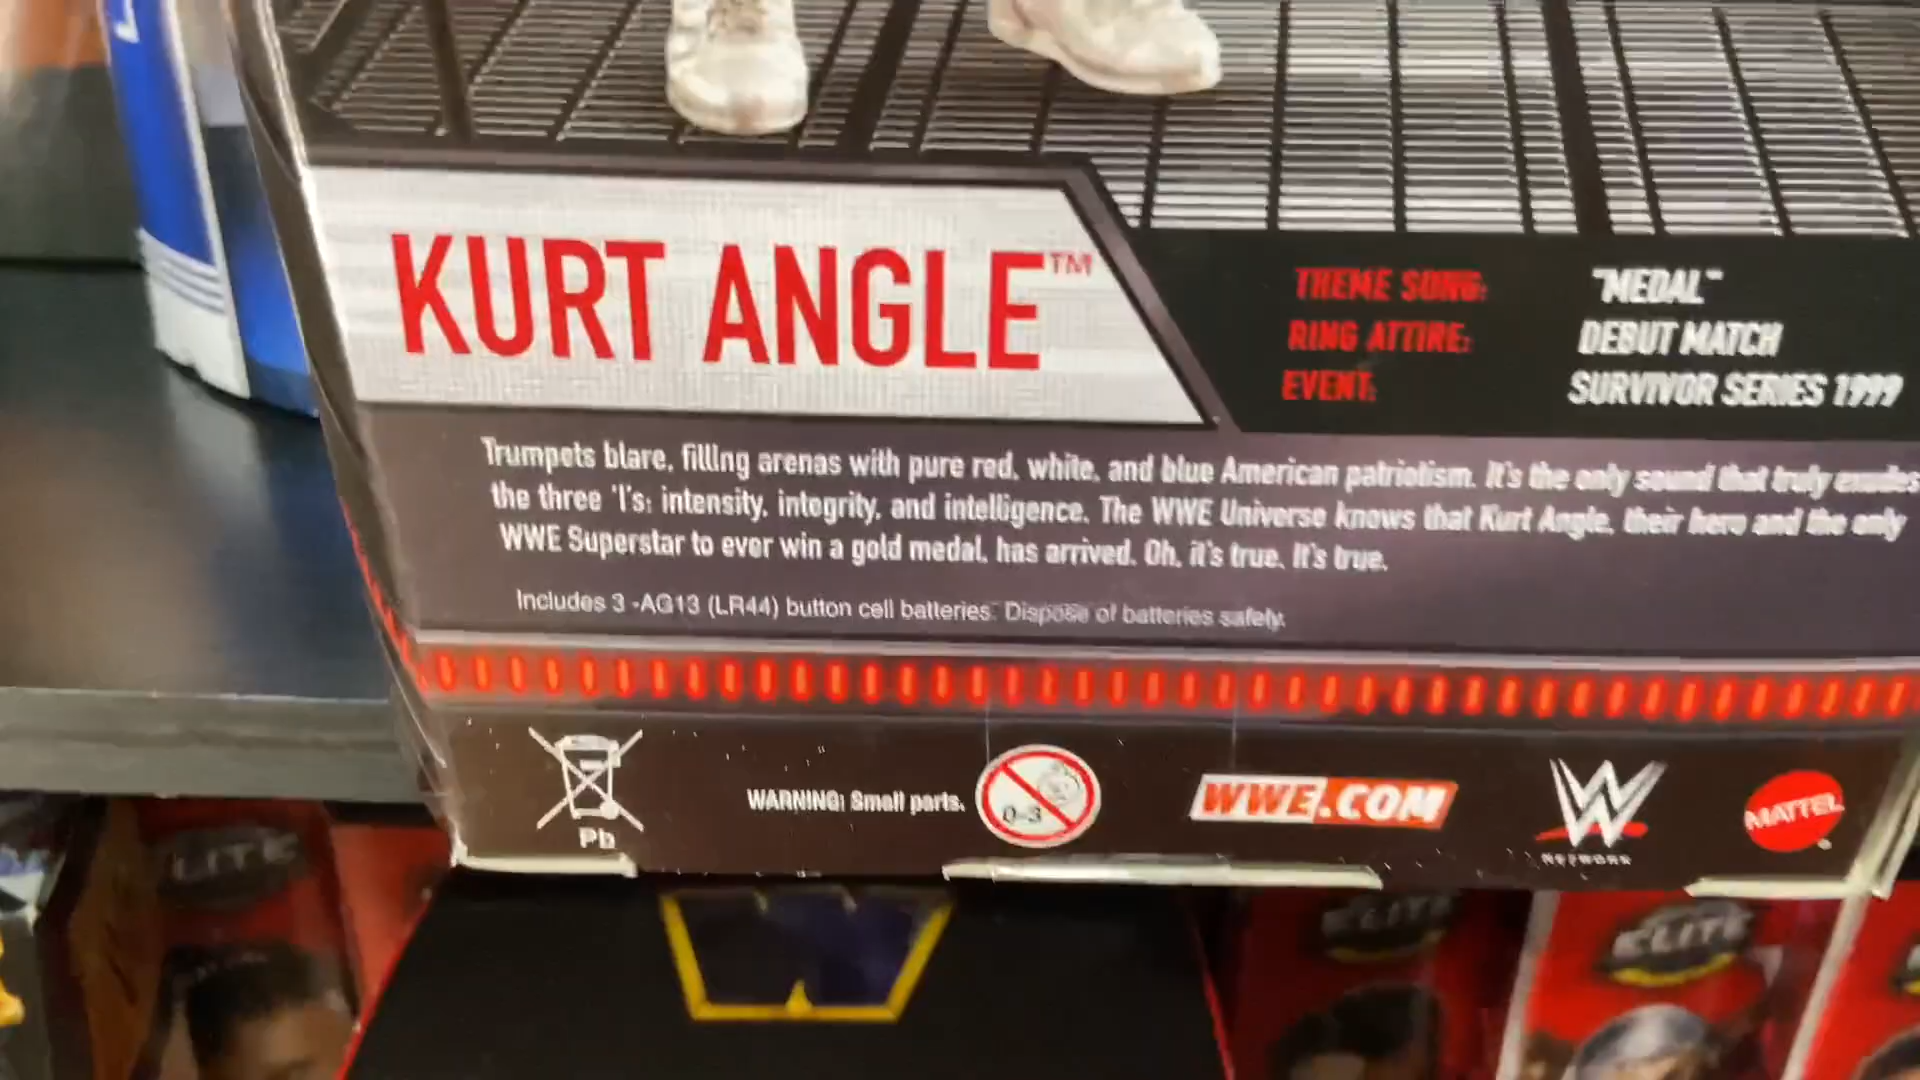 KURT ANGLE™
THEME SONG: "MEDAL"
RING ATTIRE: DEBUT MATCH
EVENT: SURVIVOR SERIES 1999
Trumpets blare, filling arenas with pure red, white, and blue American patriotism. It's the only sound that truly exudes
the three 'I's: intensity, integrity, and intelligence. The WWE Universe knows that Kurt Angle, their hero and the only
WWE Superstar to ever win a gold medal, has arrived. Oh, it's true. It's true.
Includes 3 -AG13 (LR44) button cell batteries. Dispose of batteries safely.
Pb
WARNING: Small parts.
0-3
WWE.COM
W
NETWORK
MATTEL
ELITE
ELITE
ELITE